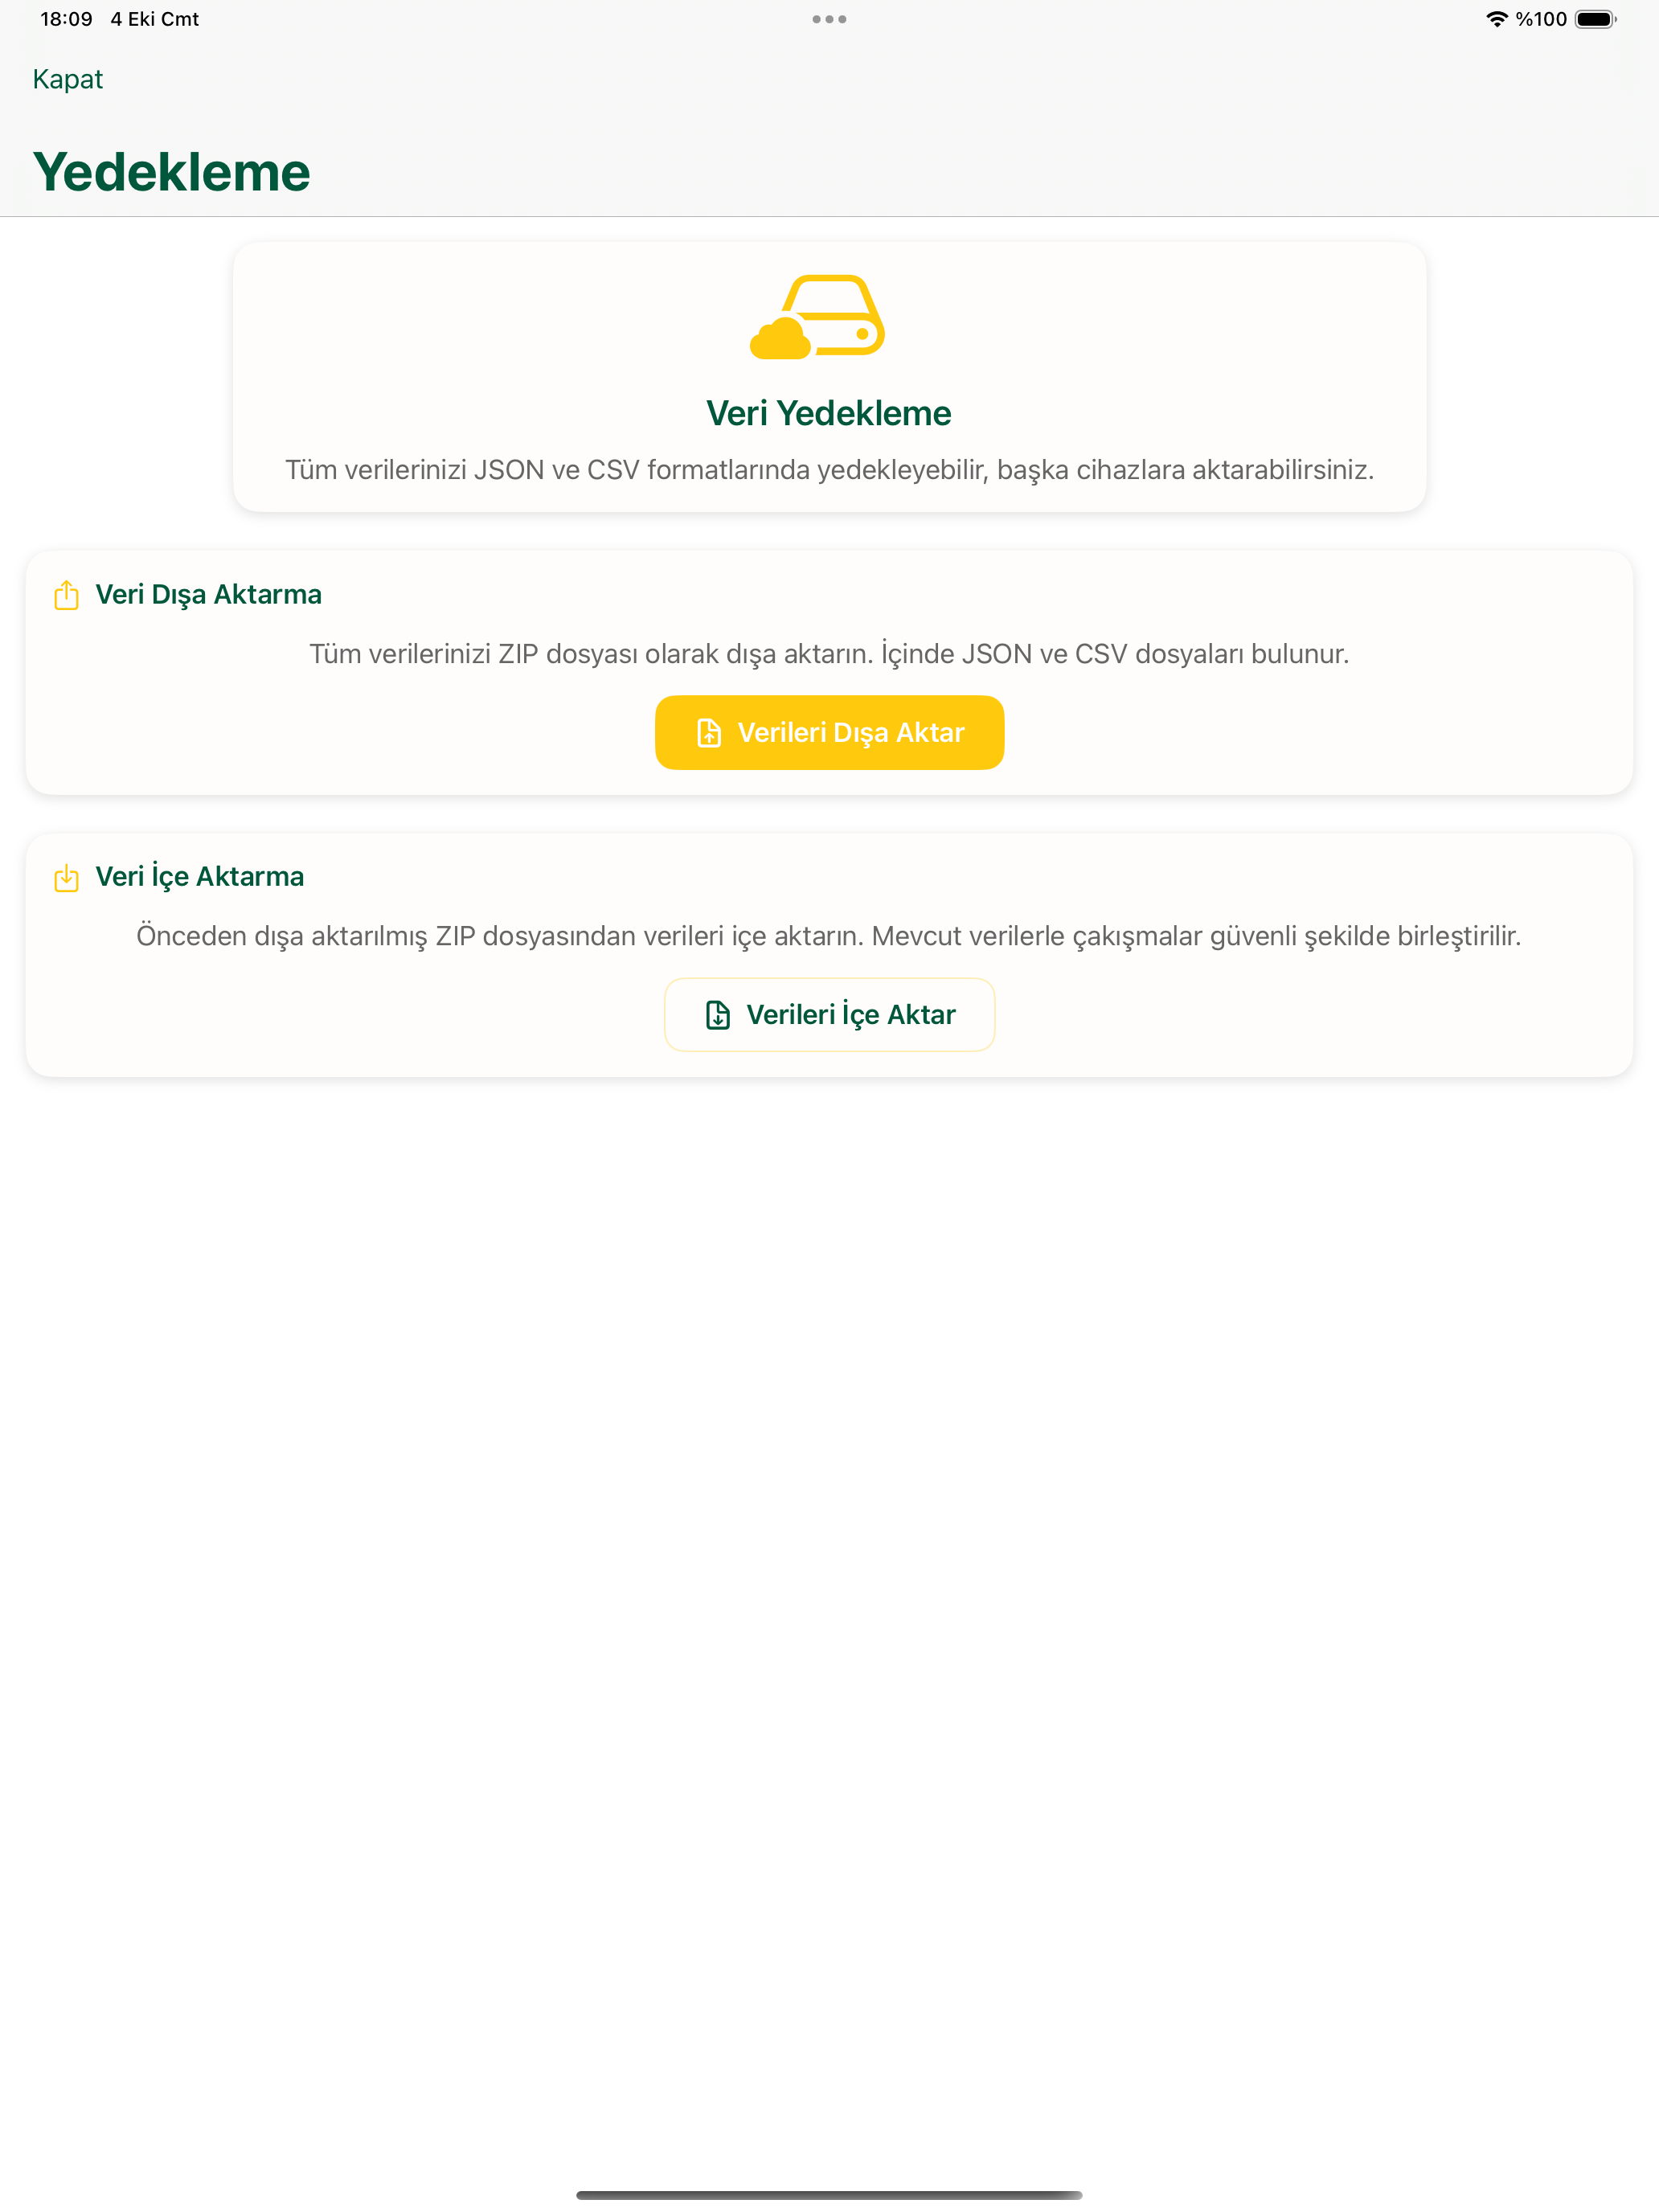 18:09 4 Eki Cmt
%100
Kapat
Yedekleme
Veri Yedekleme
Tüm verilerinizi JSON ve CSV formatlarında yedekleyebilir, başka cihazlara aktarabilirsiniz.
Veri Dışa Aktarma
Tüm verilerinizi ZIP dosyası olarak dışa aktarın. İçinde JSON ve CSV dosyaları bulunur.
Verileri Dışa Aktar
Veri İçe Aktarma
Önceden dışa aktarılmış ZIP dosyasından verileri içe aktarın. Mevcut verilerle çakışmalar güvenli şekilde birleştirilir.
Verileri İçe Aktar